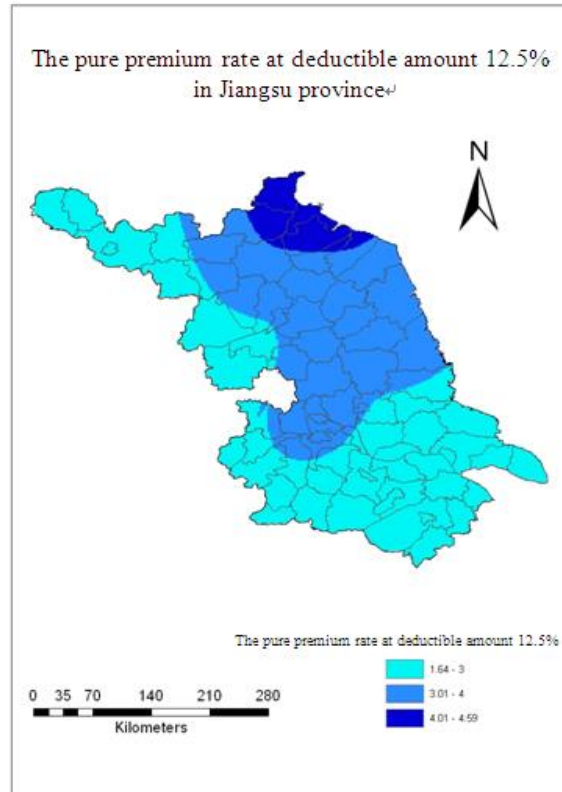 The pure premium rate at deductible amount 12.5%
in Jiangsu province↵
N
The pure premium rate at deductible amount 12.5%
1.64 - 3
3.01 - 4
4.01 - 4.59
0 35 70 140 210 280
Kilometers